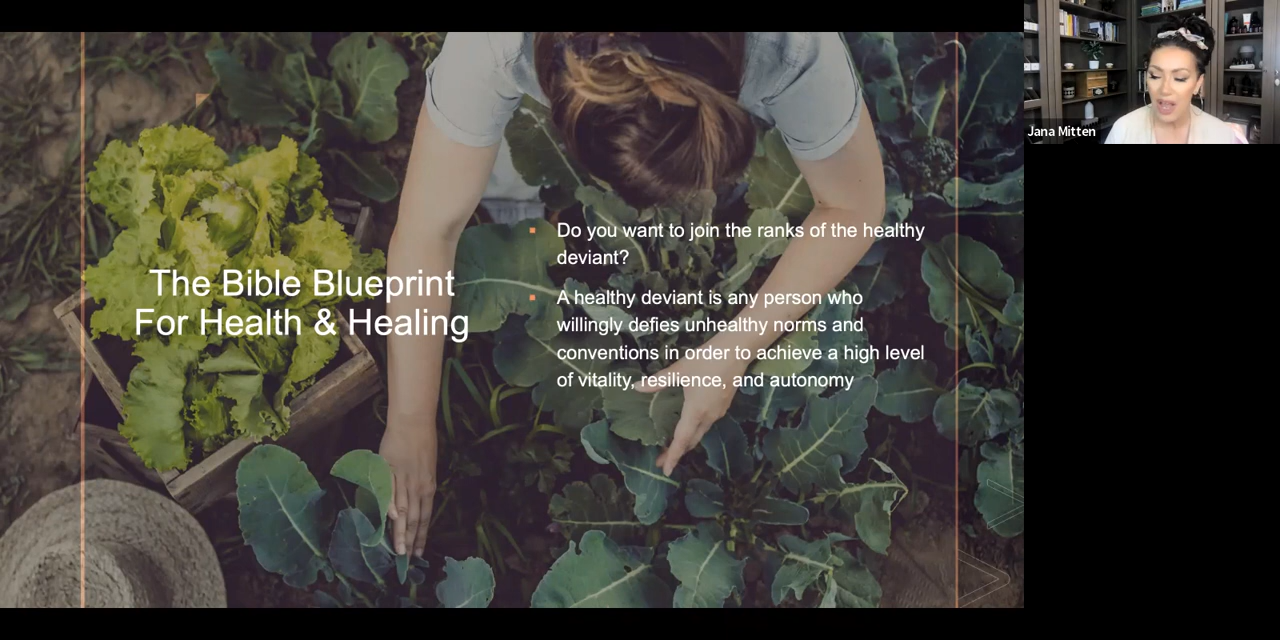 The Bible Blueprint
For Health & Healing
Do you want to join the ranks of the healthy
deviant?
A healthy deviant is any person who
willingly defies unhealthy norms and
conventions in order to achieve a high level
of vitality, resilience, and autonomy
Jana Mitten